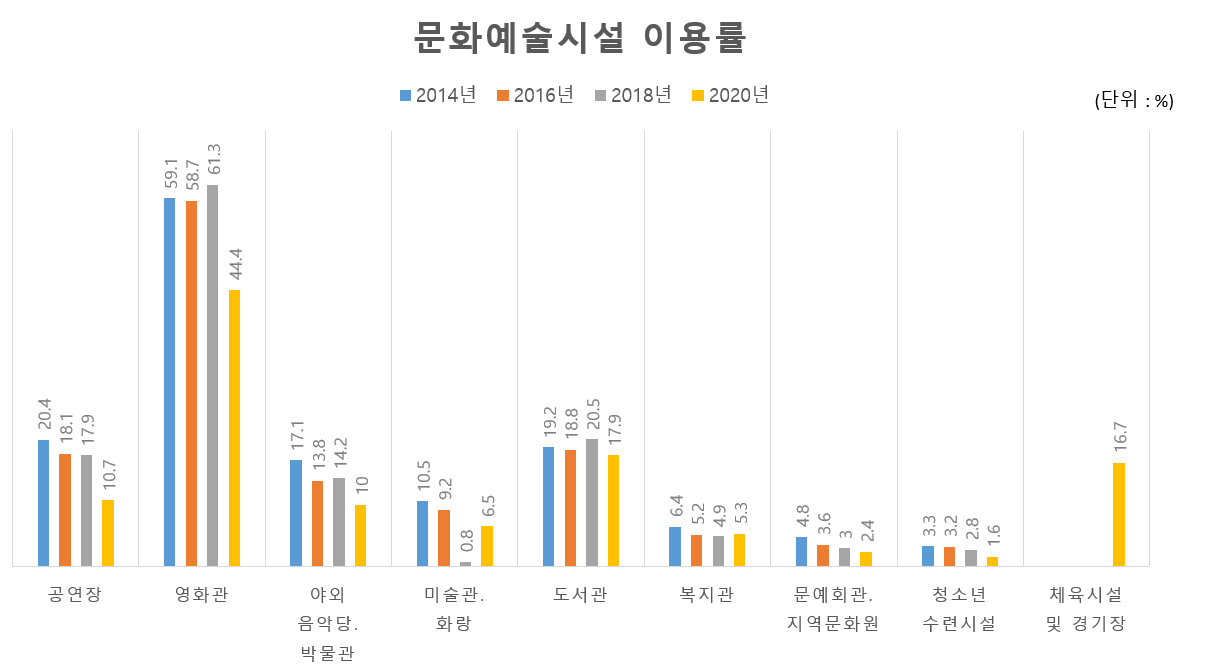 문화예술시설 이용률
2014년 2016년 2018년 2020년
(단위 : %)
20.4 18.1 17.9 10.7
59.1 58.7 61.3 44.4
17.1 13.8 14.2 10
10.5 9.2 0.8 6.5
19.2 18.8 20.5 17.9
6.4 5.2 4.9 5.3
4.8 3.6 3 2.4
3.3 3.2 2.8 1.6
16.7
공연장
영화관
야외
음악당.
박물관
미술관.
화랑
도서관
복지관
문예회관.
지역문화원
청소년
수련시설
체육시설
및 경기장